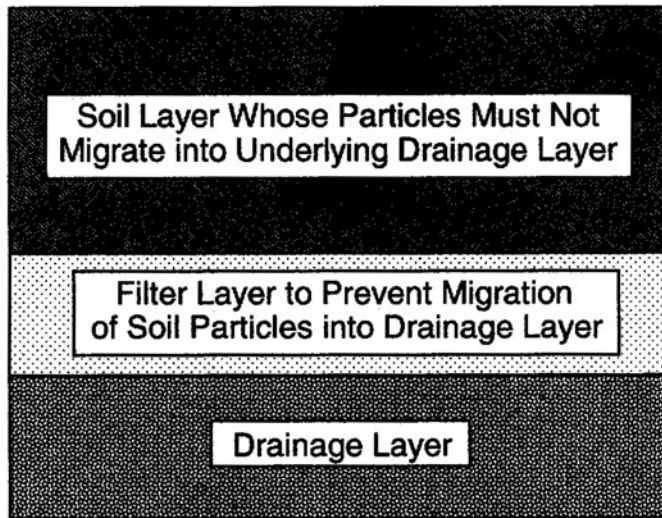 Soil Layer Whose Particles Must Not
Migrate into Underlying Drainage Layer
Filter Layer to Prevent Migration
of Soil Particles into Drainage Layer
Drainage Layer